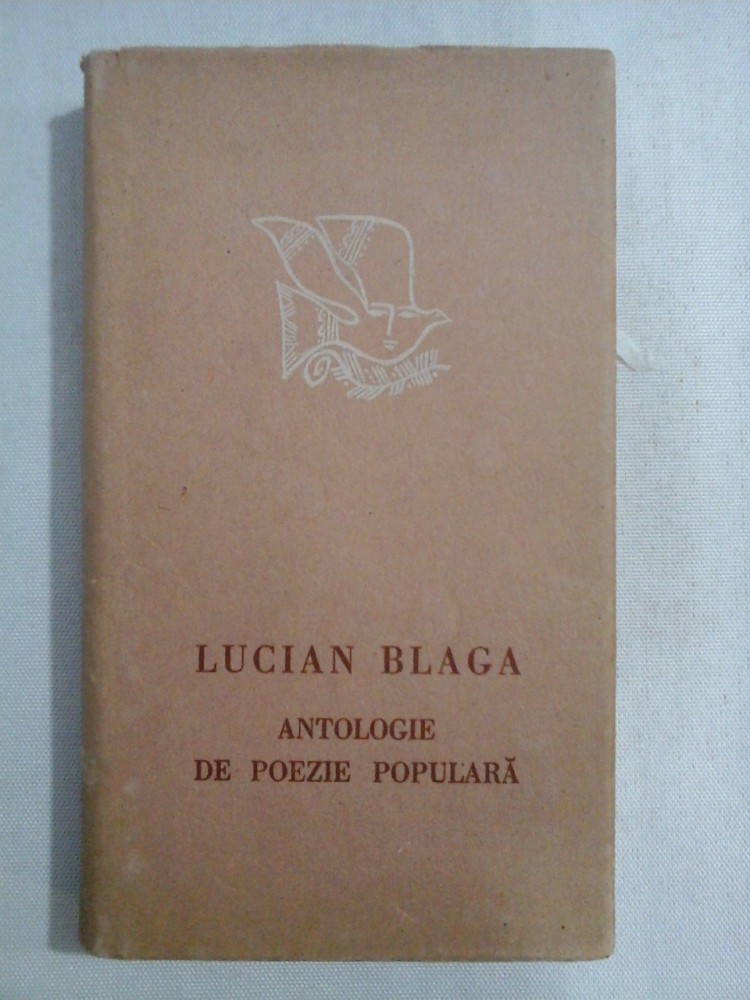 LUCIAN BLAGA
ANTOLOGIE
DE POEZIE POPULARĂ